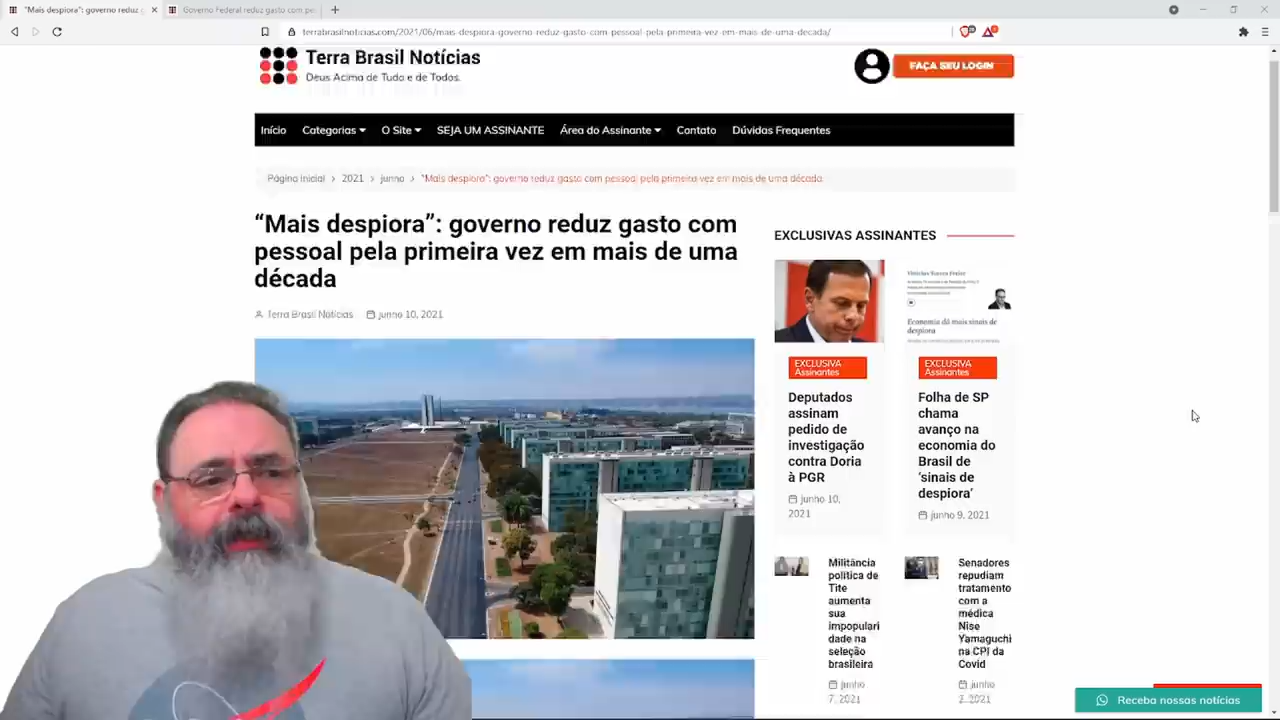 "Mais despiora": governo reduz g
Governo Federal reduz gasto com pe
terrabrasilnoticias.com/2021/06/mais-despiora-governo-reduz-gasto-com-pessoal-pela-primeira-vez-em-mais-de-uma-decada/
Terra Brasil Notícias
Deus Acima de Tudo e de Todos.
FAÇA SEU LOGIN
Início Categorias O Site SEJA UM ASSINANTE Área do Assinante Contato Dúvidas Frequentes
Página inicial > 2021 > junho > "Mais despiora": governo reduz gasto com pessoal pela primeira vez em mais de uma década
“Mais despiora”: governo reduz gasto com
pessoal pela primeira vez em mais de uma
década
Terra Brasil Notícias junho 10, 2021
EXCLUSIVAS ASSINANTES
EXCLUSIVA
Assinantes
Deputados
assinam
pedido de
investigação
contra Doria
à PGR
junho 10,
2021
Vinicius Torres Freire
Economia dá mais sinais de
despiora
EXCLUSIVA
Assinantes
Folha de SP
chama
avanço na
economia do
Brasil de
‘sinais de
despiora’
junho 9, 2021
Militância
política de
Tite
aumenta
sua
impopulari
dade na
seleção
brasileira
junho
7, 2021
Senadores
repudiam
tratamento
com a
médica
Nise
Yamaguchi
na CPI da
Covid
junho
2, 2021
Receba nossas notícias